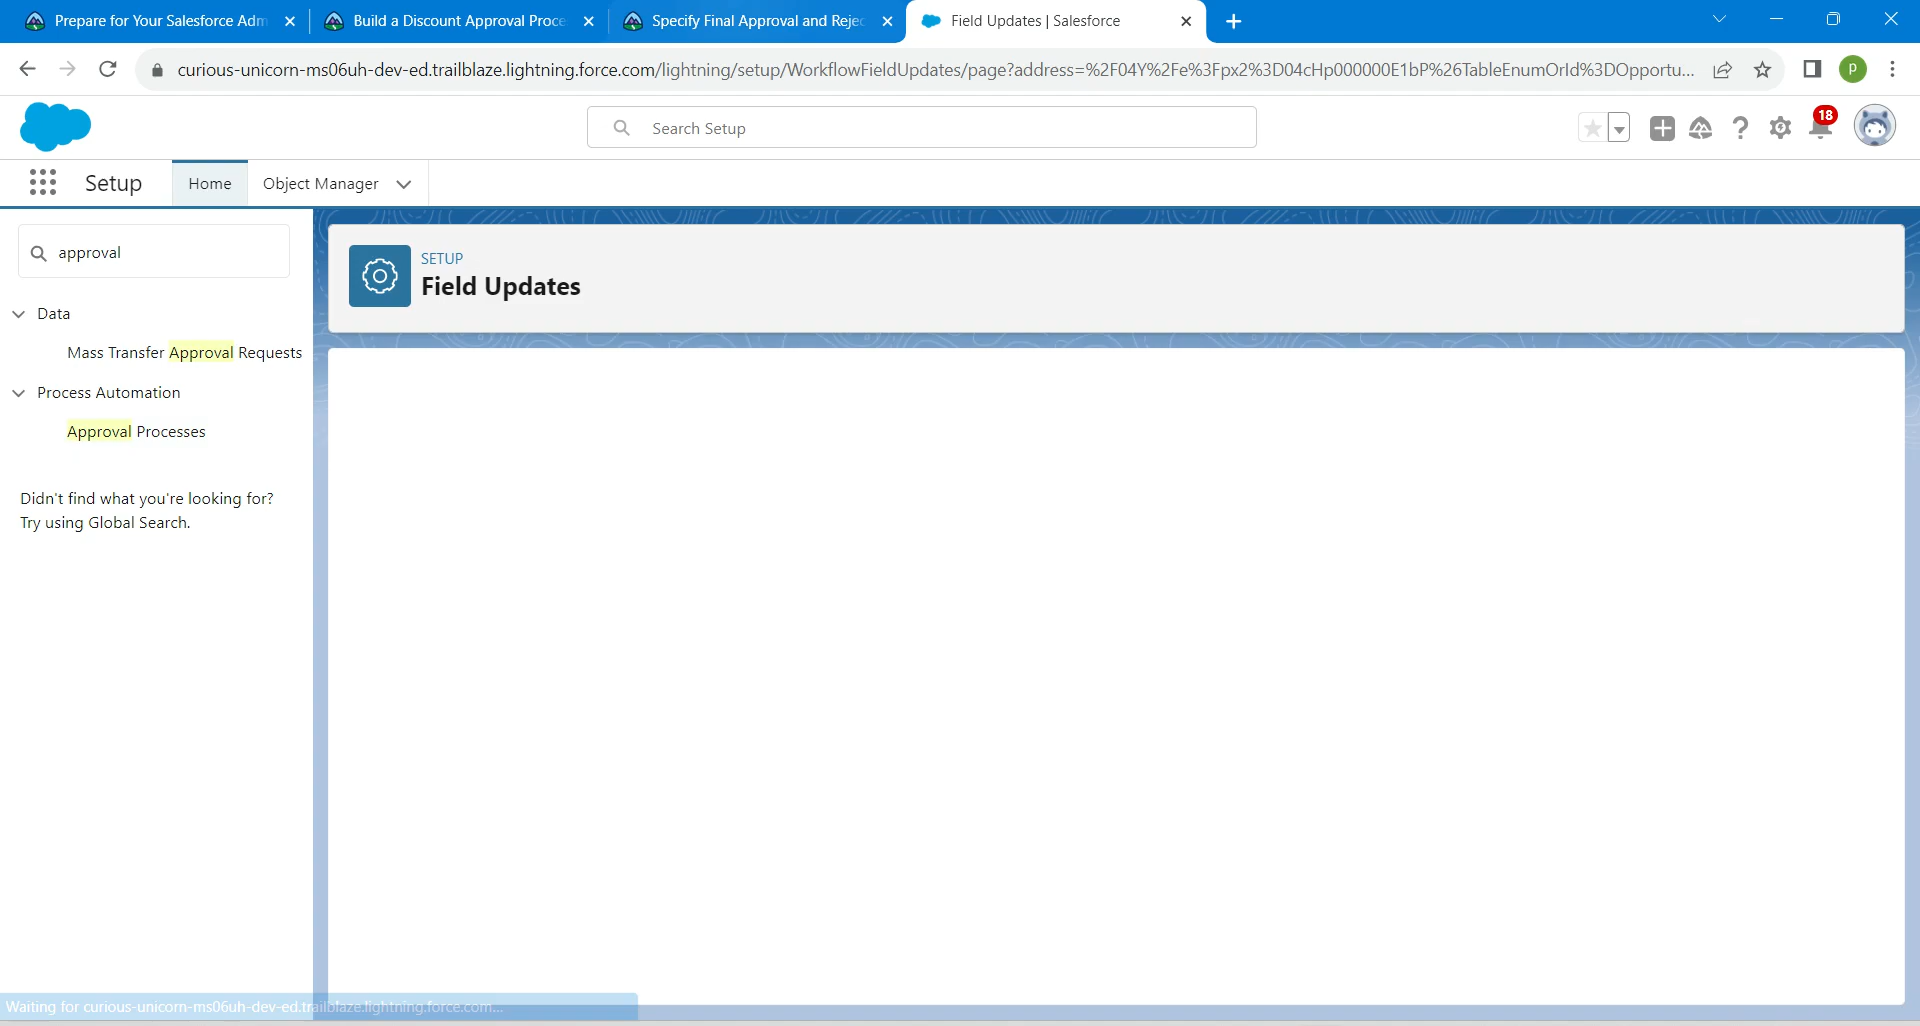 Prepare for Your Salesforce Adm
Build a Discount Approval Proce
Specify Final Approval and Rejec
Field Updates | Salesforce
curious-unicorn-ms06uh-dev-ed.trailblaze.lightning.force.com/lightning/setup/WorkflowFieldUpdates/page?address=%2F04Y%2Fe%3Fpx2%3D04cHp000000E1bP%26TableEnumOrId%3DOpportu...
P
Search Setup
18
Setup
Home
Object Manager
approval
Data
Mass Transfer Approval Requests
Process Automation
Approval Processes
Didn't find what you're looking for?
Try using Global Search.
SETUP
Field Updates
Waiting for curious-unicorn-ms06uh-dev-ed.trailblaze.lightning.force.com...